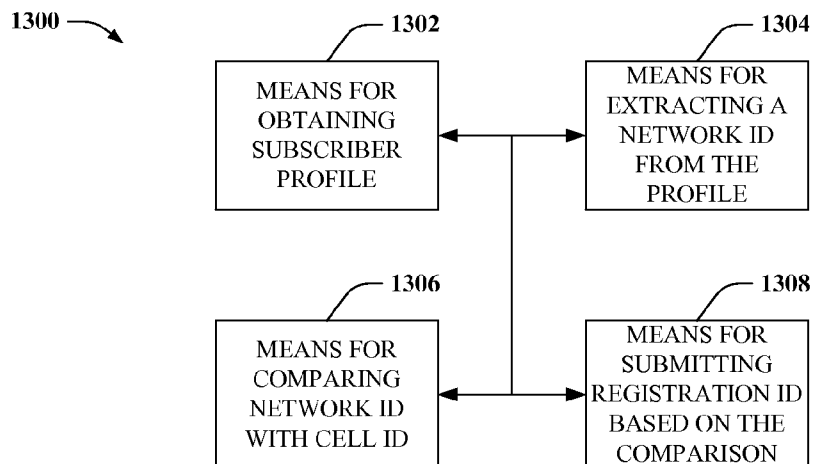 1300
1302
1304
MEANS FOR
OBTAINING
SUBSCRIBER
PROFILE
MEANS FOR
EXTRACTING A
NETWORK ID
FROM THE
PROFILE
1306
1308
MEANS FOR
COMPARING
NETWORK ID
WITH CELL ID
MEANS FOR
SUBMITTING
REGISTRATION ID
BASED ON THE
COMPARISON